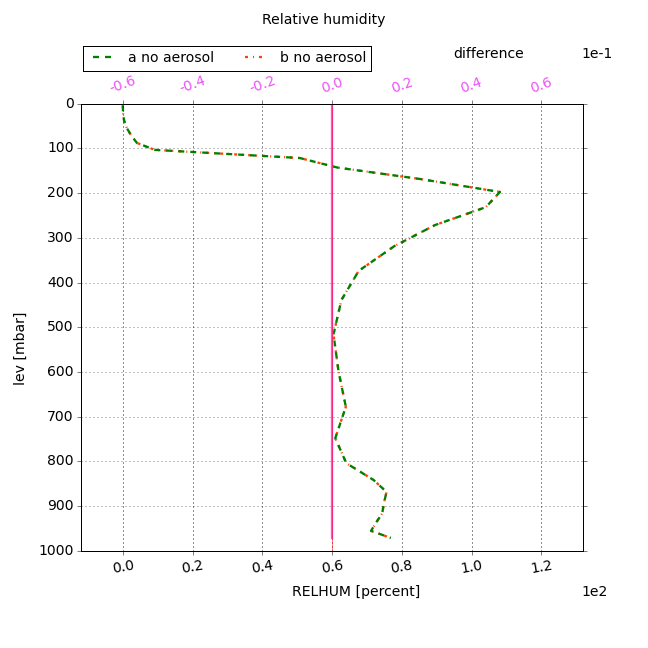 Relative humidity
a no aerosol b no aerosol difference 1e-1
-0.6 -0.4 -0.2 0.0 0.2 0.4 0.6
0
100
200
300
400
500
600
700
800
900
1000
lev [mbar]
0.0 0.2 0.4 0.6 0.8 1.0 1.2
RELHUM [percent] 1e2